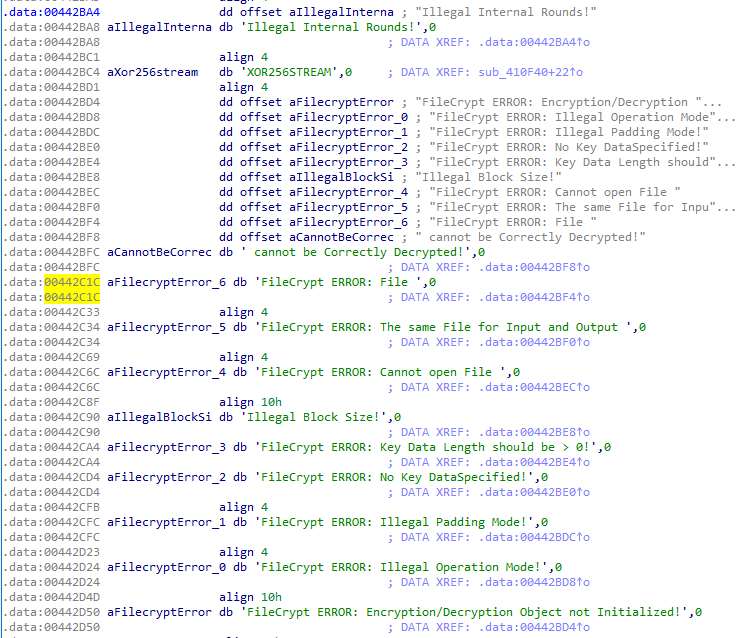 .data:00442BA4 dd offset aIllegalInterna ; "Illegal Internal Rounds!"
.data:00442BA8 aIllegalInterna db 'Illegal Internal Rounds!',0
.data:00442BA8 ; DATA XREF: .data:00442BA4↑o
.data:00442BC1 align 4
.data:00442BC4 aXor256stream db 'XOR256STREAM',0 ; DATA XREF: sub_410F40+22↑o
.data:00442BD1 align 4
.data:00442BD4 dd offset aFilecryptError ; "FileCrypt ERROR: Encryption/Decryption "...
.data:00442BD8 dd offset aFilecryptError_0 ; "FileCrypt ERROR: Illegal Operation Mode"...
.data:00442BDC dd offset aFilecryptError_1 ; "FileCrypt ERROR: Illegal Padding Mode!"
.data:00442BE0 dd offset aFilecryptError_2 ; "FileCrypt ERROR: No Key DataSpecified!"
.data:00442BE4 dd offset aFilecryptError_3 ; "FileCrypt ERROR: Key Data Length should"...
.data:00442BE8 dd offset aIllegalBlockSi ; "Illegal Block Size!"
.data:00442BEC dd offset aFilecryptError_4 ; "FileCrypt ERROR: Cannot open File "
.data:00442BF0 dd offset aFilecryptError_5 ; "FileCrypt ERROR: The same File for Inpu"...
.data:00442BF4 dd offset aFilecryptError_6 ; "FileCrypt ERROR: File "
.data:00442BF8 dd offset aCannotBeCorrec ; " cannot be Correctly Decrypted!"
.data:00442BFC aCannotBeCorrec db ' cannot be Correctly Decrypted!',0
.data:00442BFC ; DATA XREF: .data:00442BF8↑o
.data:00442C1C aFilecryptError_6 db 'FileCrypt ERROR: File ',0
.data:00442C1C ; DATA XREF: .data:00442BF4↑o
.data:00442C33 align 4
.data:00442C34 aFilecryptError_5 db 'FileCrypt ERROR: The same File for Input and Output ',0
.data:00442C34 ; DATA XREF: .data:00442BF0↑o
.data:00442C69 align 4
.data:00442C6C aFilecryptError_4 db 'FileCrypt ERROR: Cannot open File ',0
.data:00442C6C ; DATA XREF: .data:00442BEC↑o
.data:00442C8F align 10h
.data:00442C90 aIllegalBlockSi db 'Illegal Block Size!',0
.data:00442C90 ; DATA XREF: .data:00442BE8↑o
.data:00442CA4 aFilecryptError_3 db 'FileCrypt ERROR: Key Data Length should be > 0!',0
.data:00442CA4 ; DATA XREF: .data:00442BE4↑o
.data:00442CD4 aFilecryptError_2 db 'FileCrypt ERROR: No Key DataSpecified!',0
.data:00442CD4 ; DATA XREF: .data:00442BE0↑o
.data:00442CFB align 4
.data:00442CFC aFilecryptError_1 db 'FileCrypt ERROR: Illegal Padding Mode!',0
.data:00442CFC ; DATA XREF: .data:00442BDC↑o
.data:00442D23 align 4
.data:00442D24 aFilecryptError_0 db 'FileCrypt ERROR: Illegal Operation Mode!',0
.data:00442D24 ; DATA XREF: .data:00442BD8↑o
.data:00442D4D align 10h
.data:00442D50 aFilecryptError db 'FileCrypt ERROR: Encryption/Decryption Object not Initialized!',0
.data:00442D50 ; DATA XREF: .data:00442BD4↑o